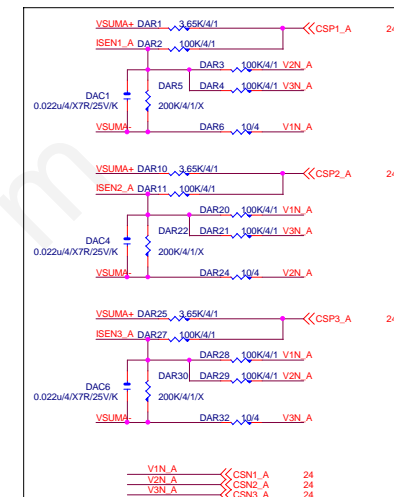 VSUMA+ DAR1 3.65K/4/1 CSP1_A 24
ISEN1_A DAR2 100K/4/1
DAR3 100K/4/1 V2N_A
DAC1 DAR5 DAR4 100K/4/1 V3N_A
0.022u/4/X7R/25V/K 200K/4/1/X
VSUMA- DAR6 10/4 V1N_A
VSUMA+ DAR10 3.65K/4/1 CSP2_A 24
ISEN2_A DAR11 100K/4/1
DAR20 100K/4/1 V1N_A
DAC4 DAR22 DAR21 100K/4/1 V3N_A
0.022u/4/X7R/25V/K 200K/4/1/X
VSUMA- DAR24 10/4 V2N_A
VSUMA+ DAR25 3.65K/4/1 CSP3_A 24
ISEN3_A DAR27 100K/4/1
DAR28 100K/4/1 V1N_A
DAC6 DAR30 DAR29 100K/4/1 V2N_A
0.022u/4/X7R/25V/K 200K/4/1/X
VSUMA- DAR32 10/4 V3N_A
V1N_A CSN1_A 24
V2N_A CSN2_A 24
V3N_A CSN3_A 24